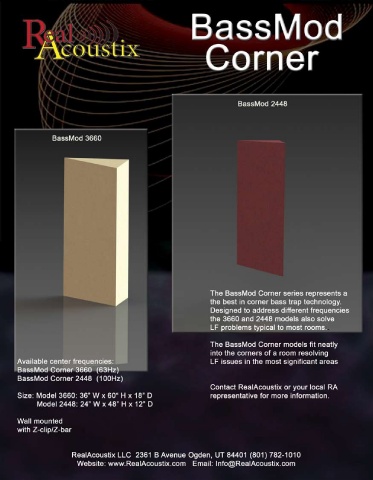 Real Acoustix
BassMod
Corner
BassMod 3660
BassMod 2448
The BassMod Corner series represents a
the best in corner bass trap technology.
Designed to address different frequencies
the 3660 and 2448 models also solve
LF problems typical to most rooms.
The BassMod Corner models fit neatly
into the corners of a room resolving
LF issues in the most significant areas
Contact RealAcoustix or your local RA
representative for more information.
Available center frequencies:
BassMod Corner 3660 (63Hz)
BassMod Corner 2448 (100Hz)
Size: Model 3660: 36" W x 60" H x 18" D
Model 2448: 24" W x 48" H x 12" D
Wall mounted
with Z-clip/Z-bar
RealAcoustix LLC 2361 B Avenue Ogden, UT 84401 (801) 782-1010
Website: www.RealAcoustix.com Email: Info@RealAcoustix.com